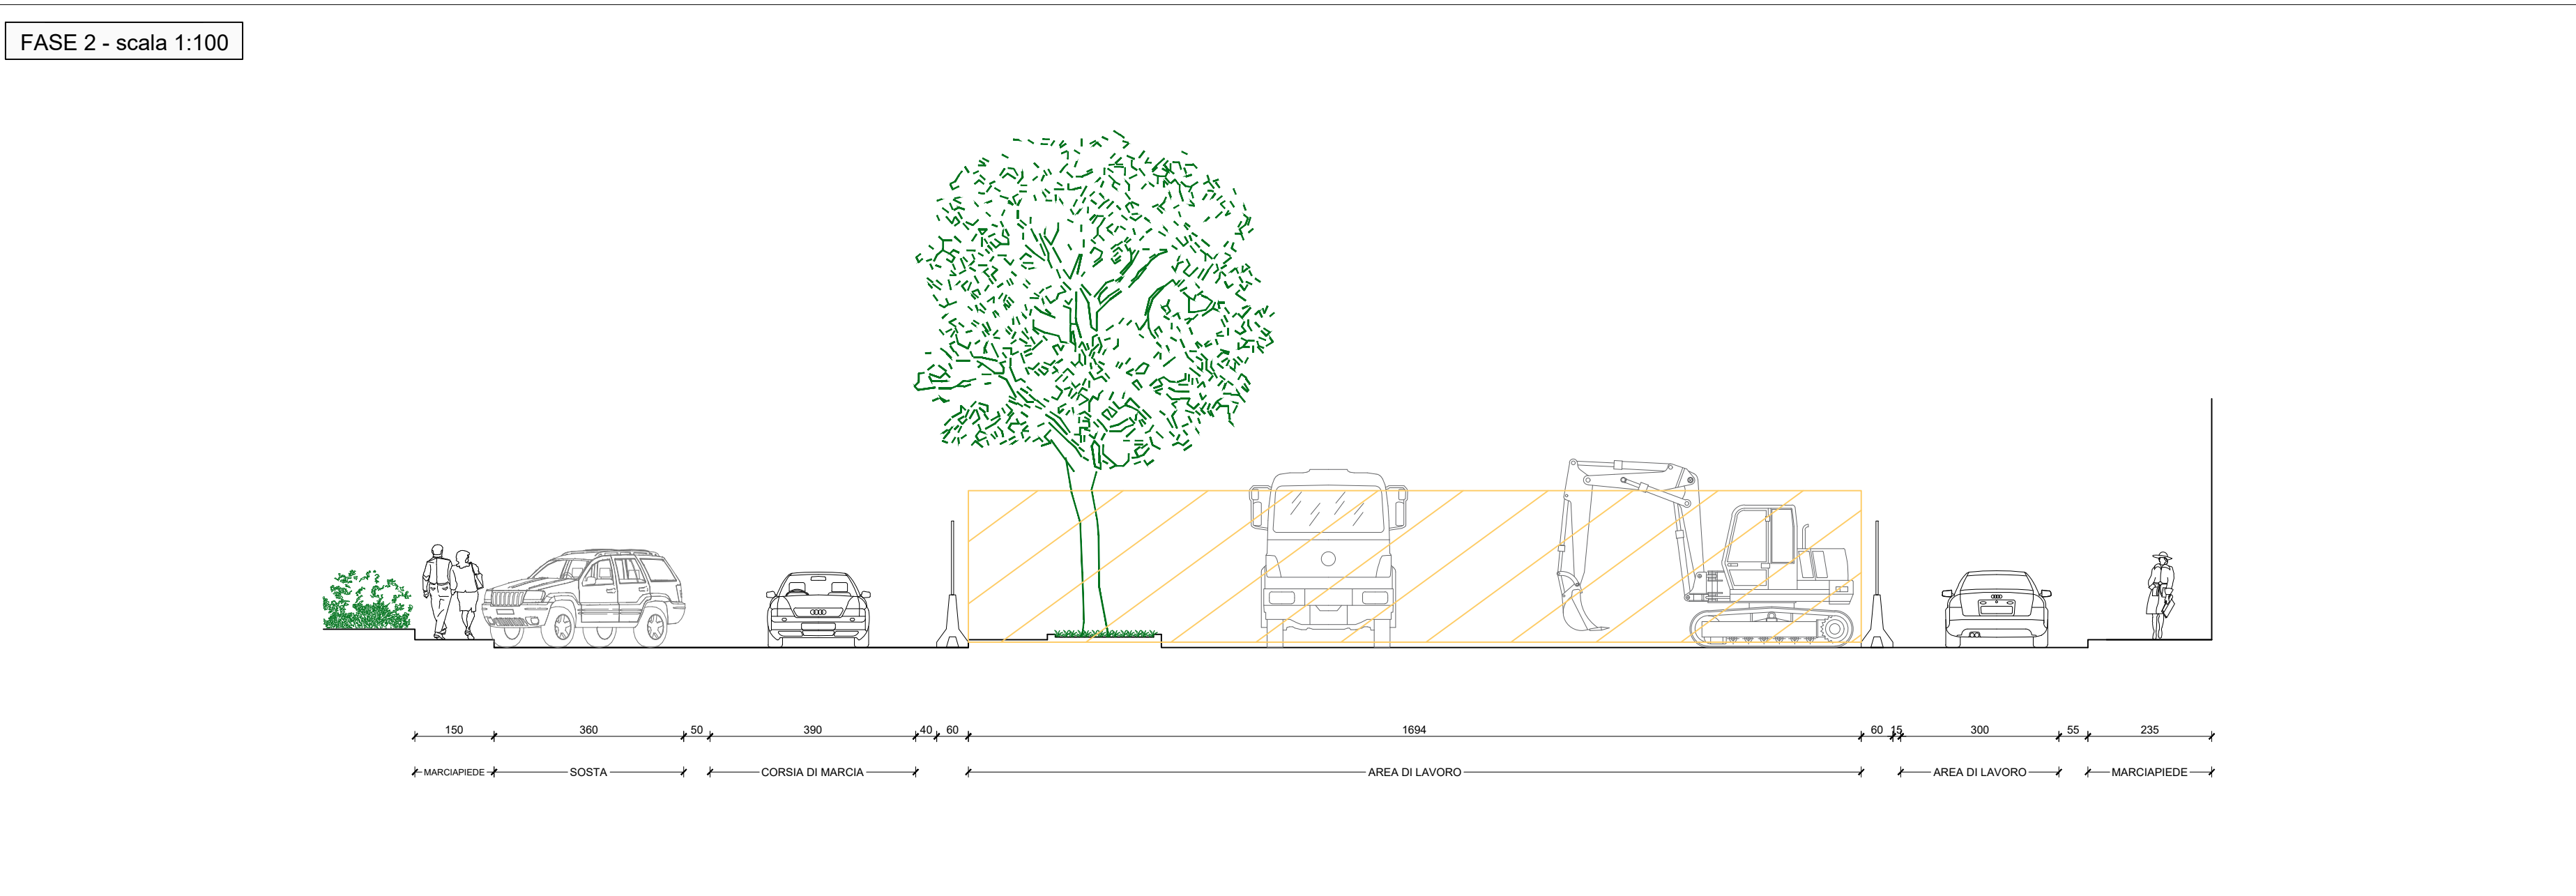 FASE 2 - scala 1:100
150 360 50 390 40 60 1694 60 15 300 55 235
MARCIAPIEDE SOSTA CORSIA DI MARCIA AREA DI LAVORO AREA DI LAVORO MARCIAPIEDE